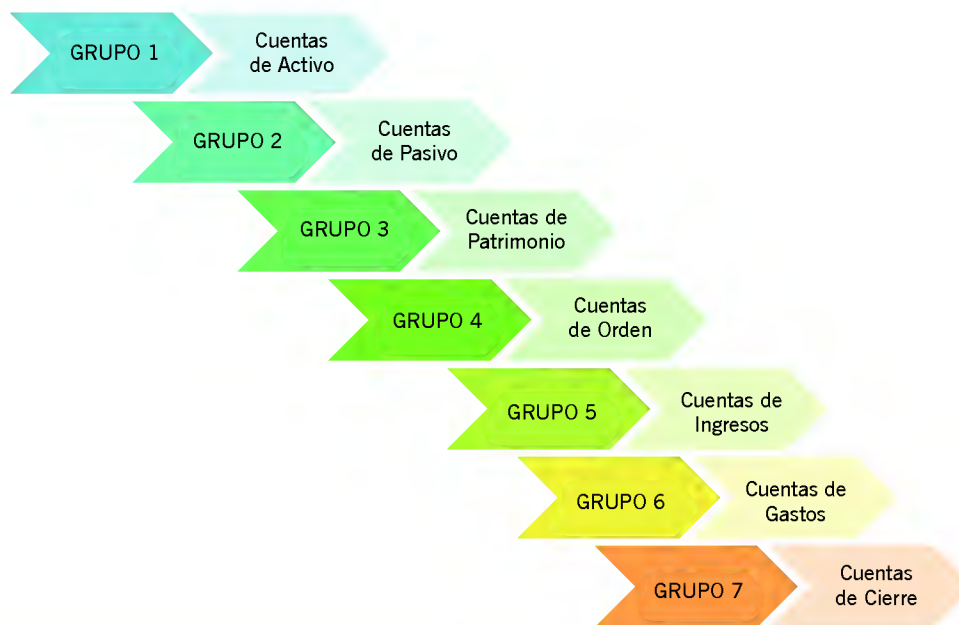 GRUPO 1
Cuentas
de Activo
GRUPO 2
Cuentas
de Pasivo
GRUPO 3
Cuentas de
Patrimonio
GRUPO 4
Cuentas
de Orden
GRUPO 5
Cuentas de
Ingresos
GRUPO 6
Cuentas de
Gastos
GRUPO 7
Cuentas
de Cierre